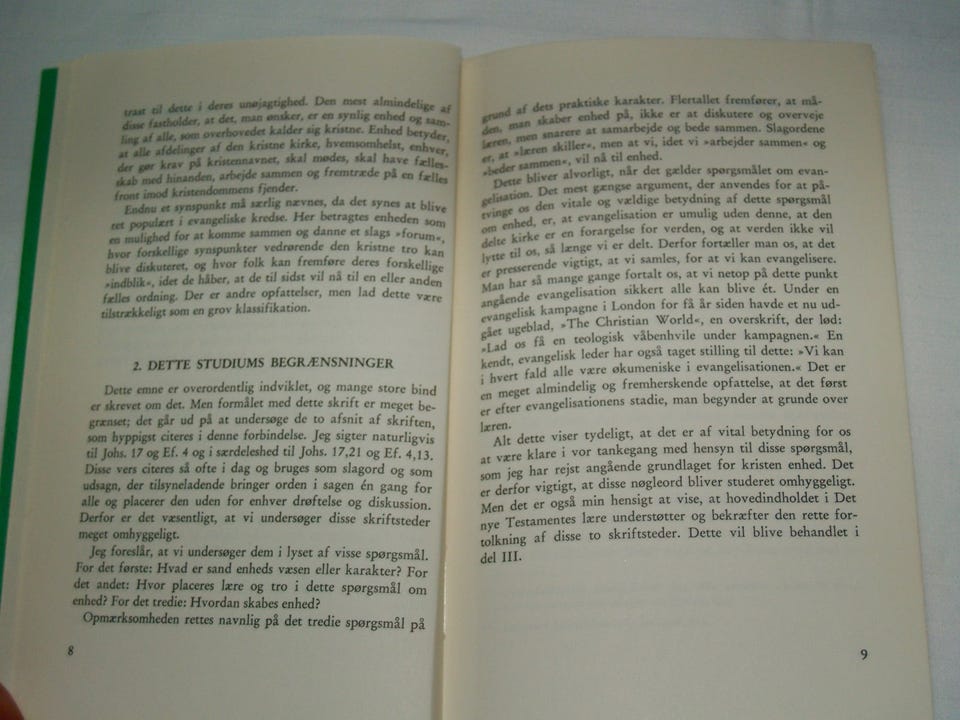 trast til dette i deres unøjagtighed. Den mest almindelige af
disse fastholder, at det, man ønsker, er en synlig enhed og sam-
ling af alle, som overhovedet kalder sig kristne. Enhed betyder,
at alle afdelinger af den kristne kirke, hvemsomhelst, enhver,
der gør krav på kristennavnet, skal mødes, skal have fælles-
skab med hinanden, arbejde sammen og fremtræde på en fælles
front imod kristendommens fjender.
Endnu et synspunkt må særlig nævnes, da det synes at blive
ret populært i evangeliske kredse. Her betragtes enheden som
en mulighed for at komme sammen og danne et slags »forum«,
hvor forskellige synspunkter vedrørende den kristne tro kan
blive diskuteret, og hvor folk kan fremføre deres forskellige
»indblik«, idet de håber, at de til sidst vil nå til en eller anden
fælles ordning. Der er andre opfattelser, men lad dette være
tilstrækkeligt som en grov klassifikation.
2. DETTE STUDIUMS BEGRÆNSNINGER
Dette emne er overordentlig indviklet, og mange store bind
er skrevet om det. Men formålet med dette skrift er meget be-
grænset; det går ud på at undersøge de to afsnit af skriften,
som hyppigst citeres i denne forbindelse. Jeg sigter naturligvis
til Johs. 17 og Ef. 4 og i særdeleshed til Johs. 17,21 og Ef. 4,13.
Disse vers citeres så ofte i dag og bruges som slagord og som
udsagn, der tilsyneladende bringer orden i sagen én gang for
alle og placerer den uden for enhver drøftelse og diskussion.
Derfor er det væsentligt, at vi undersøger disse skriftsteder
meget omhyggeligt.
Jeg foreslår, at vi undersøger dem i lyset af visse spørgsmål.
For det første: Hvad er sand enheds væsen eller karakter? For
det andet: Hvor placeres lære og tro i dette spørgsmål om
enhed? For det tredie: Hvordan skabes enhed?
Opmærksomheden rettes navnlig på det tredie spørgsmål på
8
grund af dets praktiske karakter. Flertallet fremfører, at må-
den, man skaber enhed på, ikke er at diskutere og overveje
læren, men snarere at samarbejde og bede sammen. Slagordene
er, at »læren skiller«, men at vi, idet vi »arbejder sammen« og
»beder sammen«, vil nå til enhed.
Dette bliver alvorligt, når det gælder spørgsmålet om evan-
gelisation. Det mest gængse argument, der anvendes for at på-
tvinge os den vitale og vældige betydning af dette spørgsmål
om enhed, er, at evangelisation er umulig uden denne, at den
delte kirke er en forargelse for verden, og at verden ikke vil
lytte til os, så længe vi er delt. Derfor fortæller man os, at det
er presserende vigtigt, at vi samles, for at vi kan evangelisere.
Man har så mange gange fortalt os, at vi netop på dette punkt
angående evangelisation sikkert alle kan blive ét. Under en
evangelisk kampagne i London for få år siden havde et nu ud-
gået ugeblad, »The Christian World«, en overskrift, der lød:
»Lad os få en teologisk våbenhvile under kampagnen.« En
kendt, evangelisk leder har også taget stilling til dette: »Vi kan
i hvert fald alle være økumeniske i evangelisationen.« Det er
en meget almindelig og fremherskende opfattelse, at det først
er efter evangelisationens stadie, man begynder at grunde over
læren.
Alt dette viser tydeligt, at det er af vital betydning for os
at være klare i vor tankegang med hensyn til disse spørgsmål,
som jeg har rejst angående grundlaget for kristen enhed. Det
er derfor vigtigt, at disse nøgleord bliver studeret omhyggeligt.
Men det er også min hensigt at vise, at hovedindholdet i Det
nye Testamentes lære understøtter og bekræfter den rette for-
tolkning af disse to skriftsteder. Dette vil blive behandlet i
del III.
9